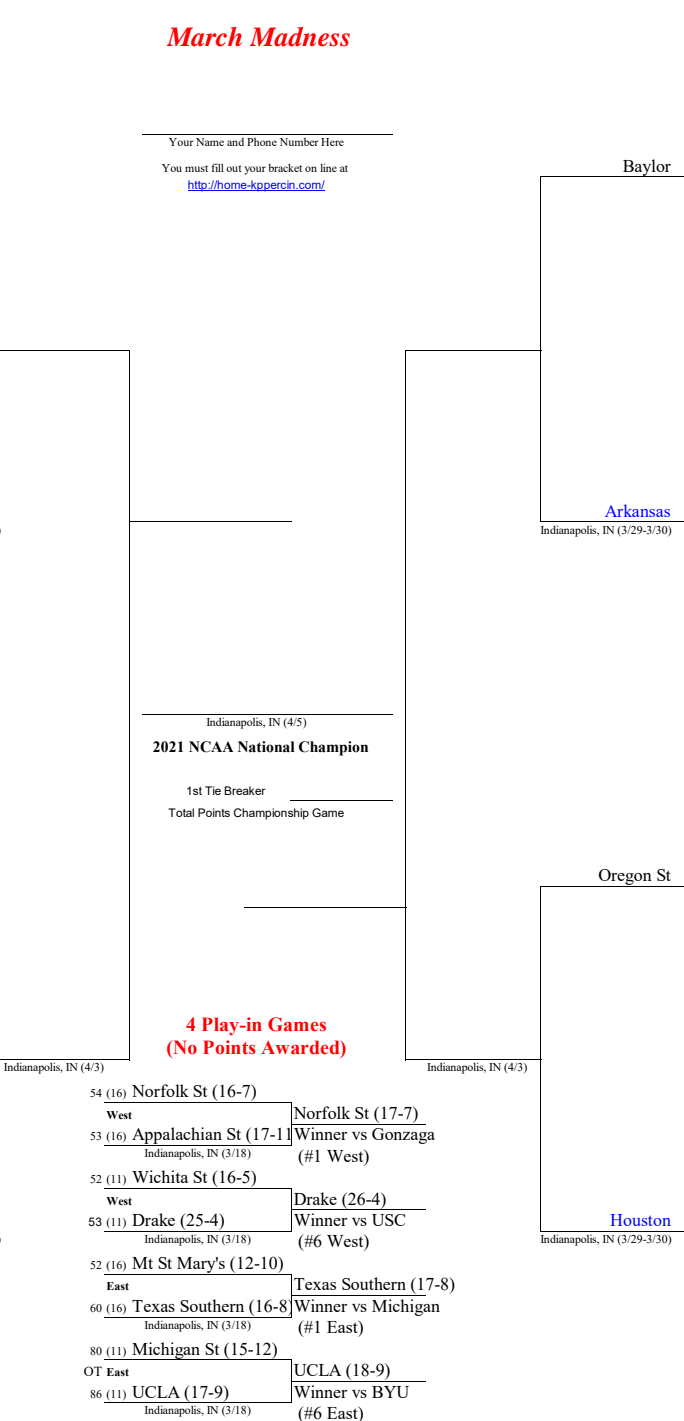 March Madness
Your Name and Phone Number Here
You must fill out your bracket on line at
http://home-kppercin.com/
Baylor
Arkansas
)
Indianapolis, IN (3/29-3/30)
Indianapolis, IN (4/5)
2021 NCAA National Champion
1st Tie Breaker
Total Points Championship Game
Oregon St
4 Play-in Games
(No Points Awarded)
Indianapolis, IN (4/3)
Indianapolis, IN (4/3)
54 (16) Norfolk St (16-7)
West
Norfolk St (17-7)
53 (16) Appalachian St (17-11
Winner vs Gonzaga
Indianapolis, IN (3/18)
(#1 West)
52 (11) Wichita St (16-5)
West
Drake (26-4)
53 (11) Drake (25-4)
Winner vs USC
Houston
)
Indianapolis, IN (3/18)
(#6 West)
Indianapolis, IN (3/29-3/30)
52 (16) Mt St Mary's (12-10)
East
Texas Southern (17-8)
60 (16) Texas Southern (16-8)
Winner vs Michigan
Indianapolis, IN (3/18)
(#1 East)
80 (11) Michigan St (15-12)
OT East
UCLA (18-9)
86 (11) UCLA (17-9)
Winner vs BYU
Indianapolis, IN (3/18)
(#6 East)